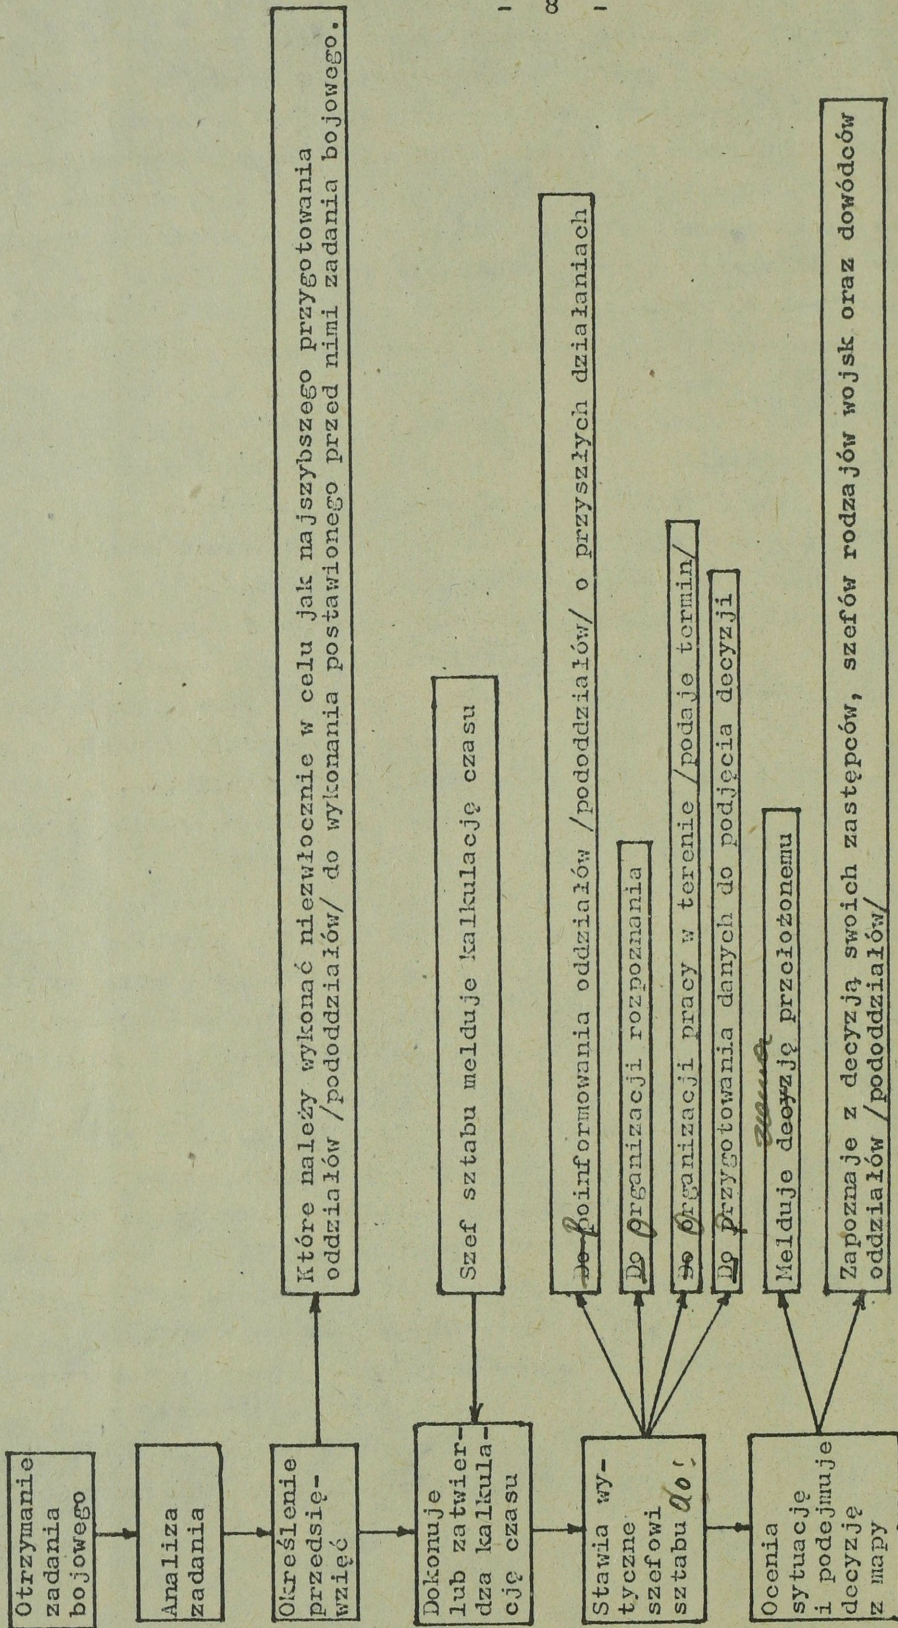 - 8 -
Otrzymanie
zadania
bojowego
Analiza
zadania
Określenie
przedsię-
wzięć
Które należy wykonać niezwłocznie w celu jak najszybszego przygotowania
oddziałów /pododdziałów/ do wykonania postawionego przed nimi zadania bojowego.
Dokonuje
lub zatwier-
dza kalkula-
cję czasu
Szef sztabu melduje kalkulację czasu
Stawia wy-
tyczne
szefowi
sztabu do:
Do poinformowania oddziałów /pododdziałów/ o przyszłych działaniach
Do organizacji rozpoznania
Do organizacji pracy w terenie /podaje termin/
Do przygotowania danych do podjęcia decyzji
Ocenia
sytuację
i podejmuje
decyzję
z mapy
Melduje decyzję przełożonemu
Zapoznaje z decyzją swoich zastępców, szefów rodzajów wojsk oraz dowódców
oddziałów /pododdziałów/